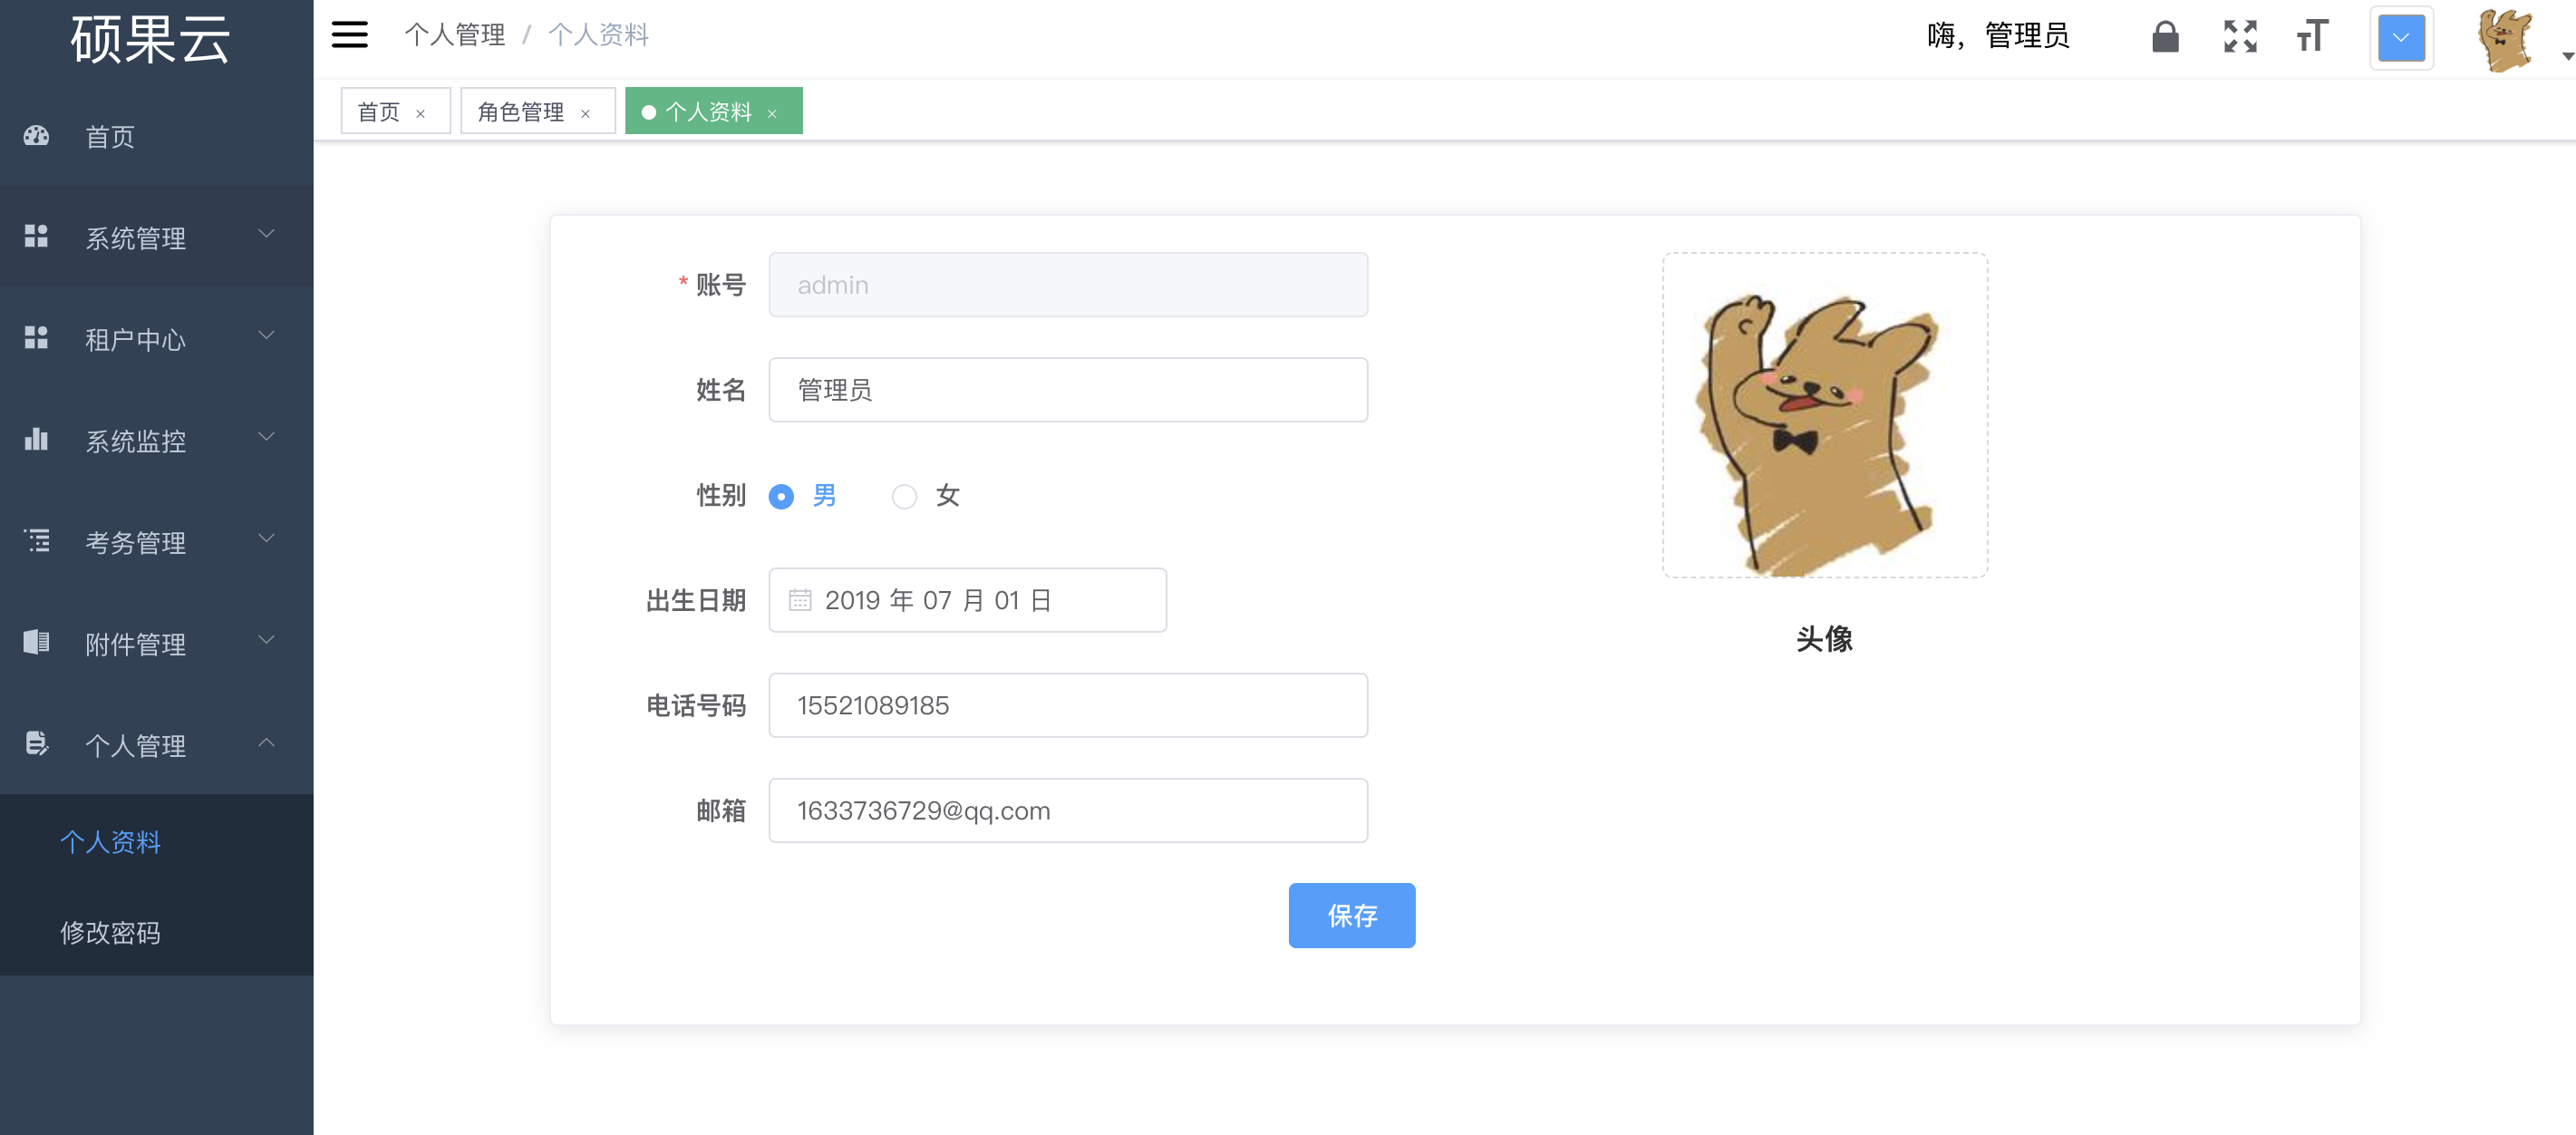 硕果云
个人管理 / 个人资料
嗨，管理员
首页 × 角色管理 × 个人资料 ×
首页
系统管理
租户中心
系统监控
考务管理
附件管理
个人管理
个人资料
修改密码
* 账号 admin
姓名 管理员
性别 男 女
出生日期 2019 年 07 月 01 日
电话号码 15521089185
邮箱 1633736729@qq.com
保存
头像